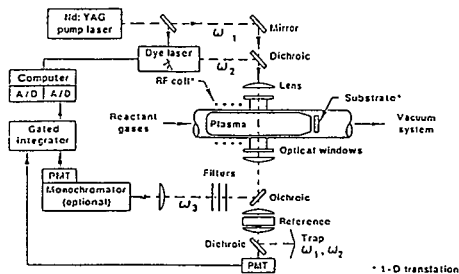 Nd: YAG
pump laser
ω1
Mirror
Dye laser
λ
ω2
Dichroic
Computer
A/D A/D
RF coil*
Lens
Substrate*
Reactant
gases
Plasma
Vacuum
system
Gated
integrator
Optical windows
PMT
Monochromator
(optional)
Filters
ω3
Dichroic
Reference
Dichroic
Trap
ω1, ω2
PMT
* 1-D translation